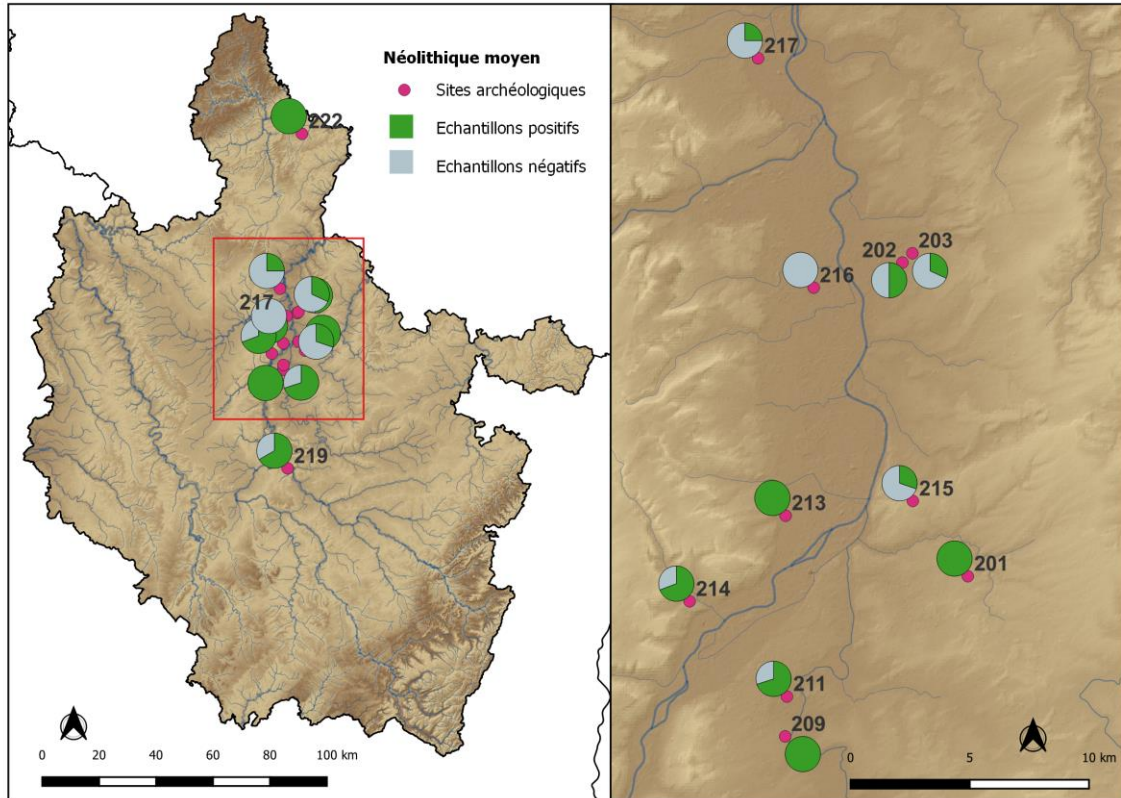 Néolithique moyen
Sites archéologiques
Echantillons positifs
Echantillons négatifs
222
217
219
0 20 40 60 80 100 km
217
203
202
216
215
213
201
214
211
209
0 5 10 km